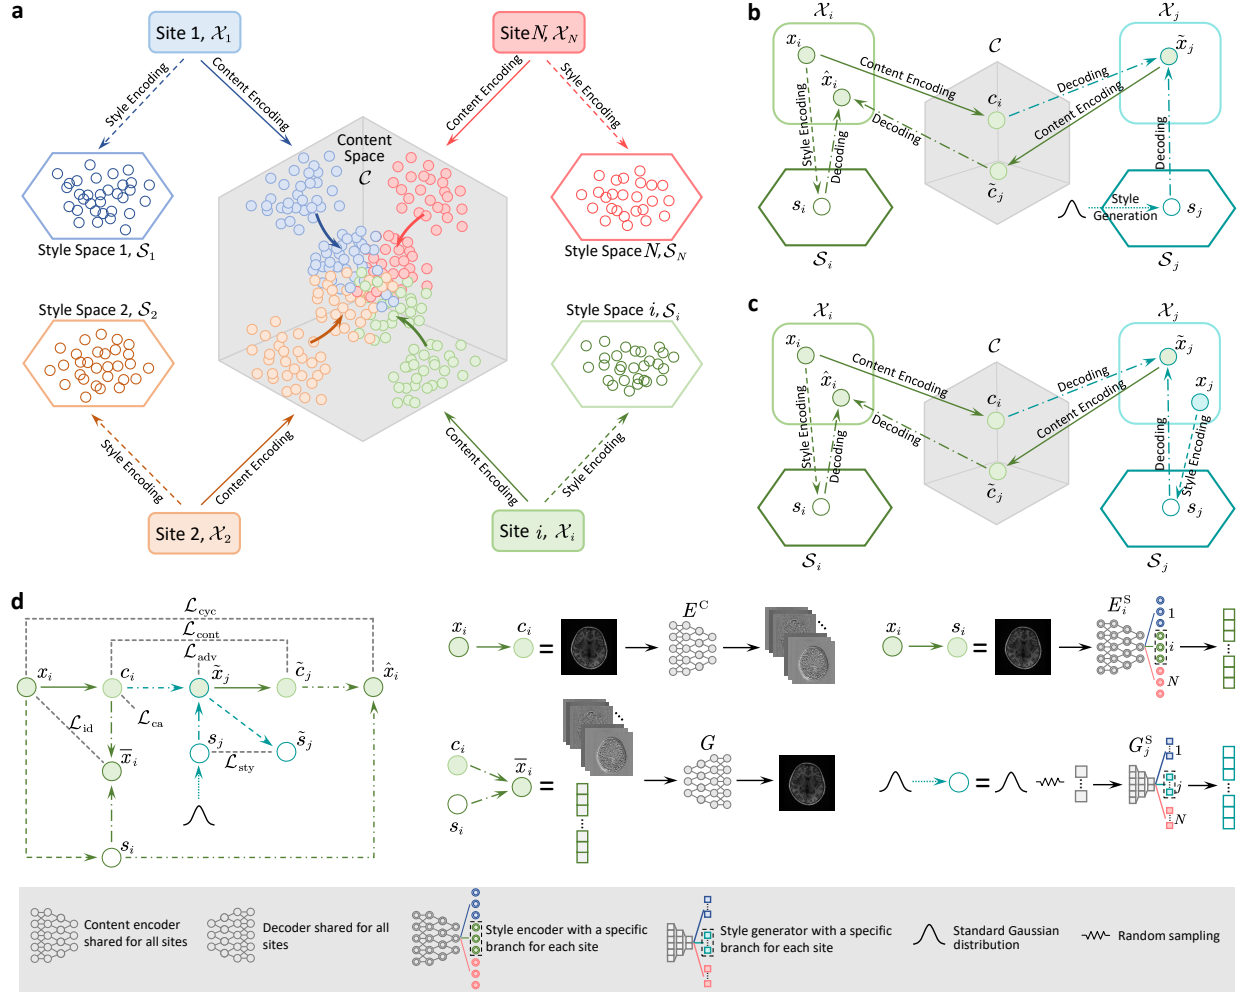 a
Site 1, 𝒳₁
Site N, 𝒳_N
Style Encoding
Content Encoding
Content Encoding
Style Encoding
Content
Space
𝒞
Style Space 1, 𝒮₁
Style Space N, 𝒮_N
Style Space 2, 𝒮₂
Style Space i, 𝒮ᵢ
Style Encoding
Content Encoding
Content Encoding
Style Encoding
Site 2, 𝒳₂
Site i, 𝒳ᵢ
b
𝒳ᵢ
𝒳ⱼ
xᵢ
x̂ᵢ
𝒞
x̃ⱼ
Content Encoding
Decoding
cᵢ
Content Encoding
Style Encoding
Decoding
Decoding
Decoding
c̃ⱼ
sᵢ
Style
Generation
sⱼ
𝒮ᵢ
𝒮ⱼ
c
𝒳ᵢ
𝒳ⱼ
xᵢ
x̂ᵢ
𝒞
x̃ⱼ
xⱼ
Content Encoding
Decoding
cᵢ
Content Encoding
Style Encoding
Decoding
Decoding
Decoding
Style Encoding
c̃ⱼ
sᵢ
sⱼ
𝒮ᵢ
𝒮ⱼ
d
ℒcyc
ℒcont
ℒadv
xᵢ
cᵢ
x̃ⱼ
c̃ⱼ
x̂ᵢ
ℒid
ℒca
x̄ᵢ
sⱼ
s̃ⱼ
ℒsty
sᵢ
xᵢ
cᵢ
=
E^C
xᵢ
sᵢ
=
Eᵢ^S
1
i
N
cᵢ
sᵢ
x̄ᵢ
=
G
=
Gⱼ^S
1
j
N
Content encoder
shared for all sites
Decoder shared for all
sites
Style encoder with a specific
branch for each site
Style generator with a specific
branch for each site
Standard Gaussian
distribution
Random sampling